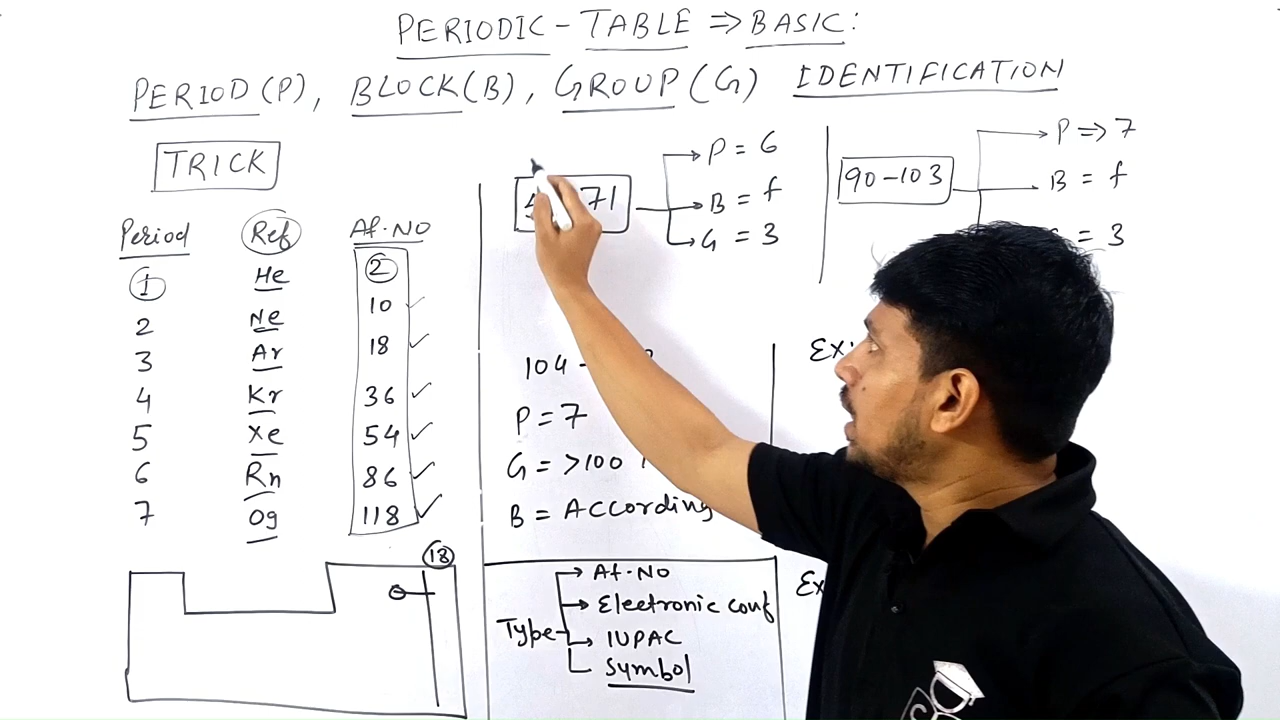 PERIODIC-TABLE ⇒ BASIC:
PERIOD(P), BLOCK(B), GROUP(G) IDENTIFICATION
TRICK
Period Ref At.NO
1 He 2
2 Ne 10
3 Ar 18
4 Kr 36
5 Xe 54
6 Rn 86
7 Og 118
18
71
P = 6
B = f
G = 3
90-103
P ⇒ 7
B = f
= 3
104 -
P = 7
G = >100
B = According
Type
At.No
Electronic conf
IUPAC
Symbol
Ex:
Ex